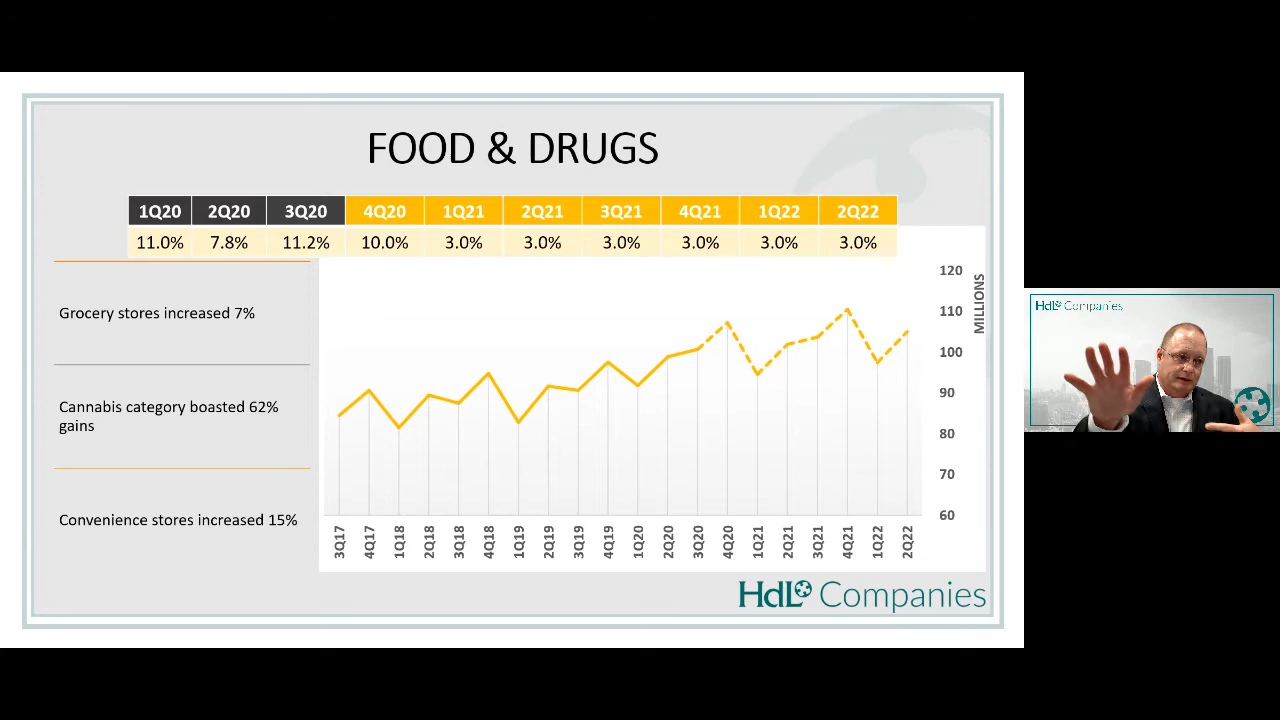 FOOD & DRUGS
1Q20 2Q20 3Q20 4Q20 1Q21 2Q21 3Q21 4Q21 1Q22 2Q22
11.0% 7.8% 11.2% 10.0% 3.0% 3.0% 3.0% 3.0% 3.0% 3.0%
Grocery stores increased 7%
Cannabis category boasted 62%
gains
Convenience stores increased 15%
120
110
100
90
80
70
60
MILLIONS
3Q17 4Q17 1Q18 2Q18 3Q18 4Q18 1Q19 2Q19 3Q19 4Q19 1Q20 2Q20 3Q20 4Q20 1Q21 2Q21 3Q21 4Q21 1Q22 2Q22
HdL Companies
HdL Companies